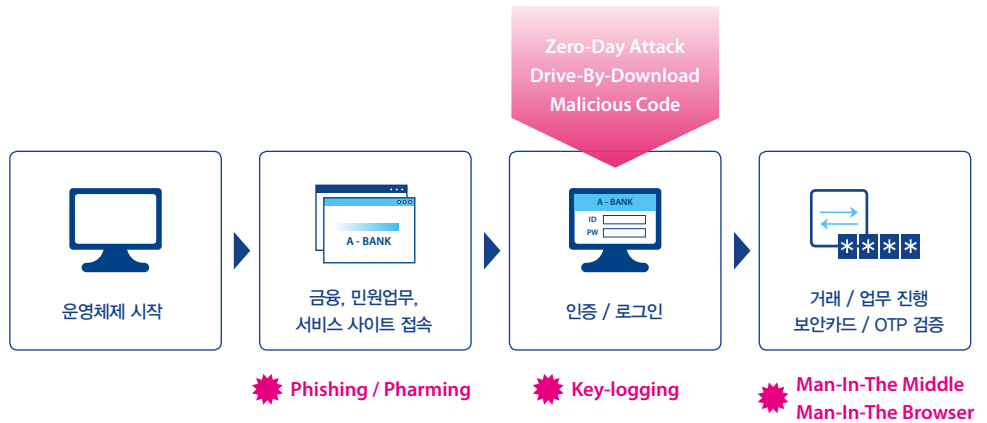 Zero-Day Attack
Drive-By-Download
Malicious Code
운영체제 시작
A - BANK
금융, 민원업무,
서비스 사이트 접속
A - BANK
ID
PW
인증 / 로그인
****
거래 / 업무 진행
보안카드 / OTP 검증
Phishing / Pharming
Key-logging
Man-In-The Middle
Man-In-The Browser